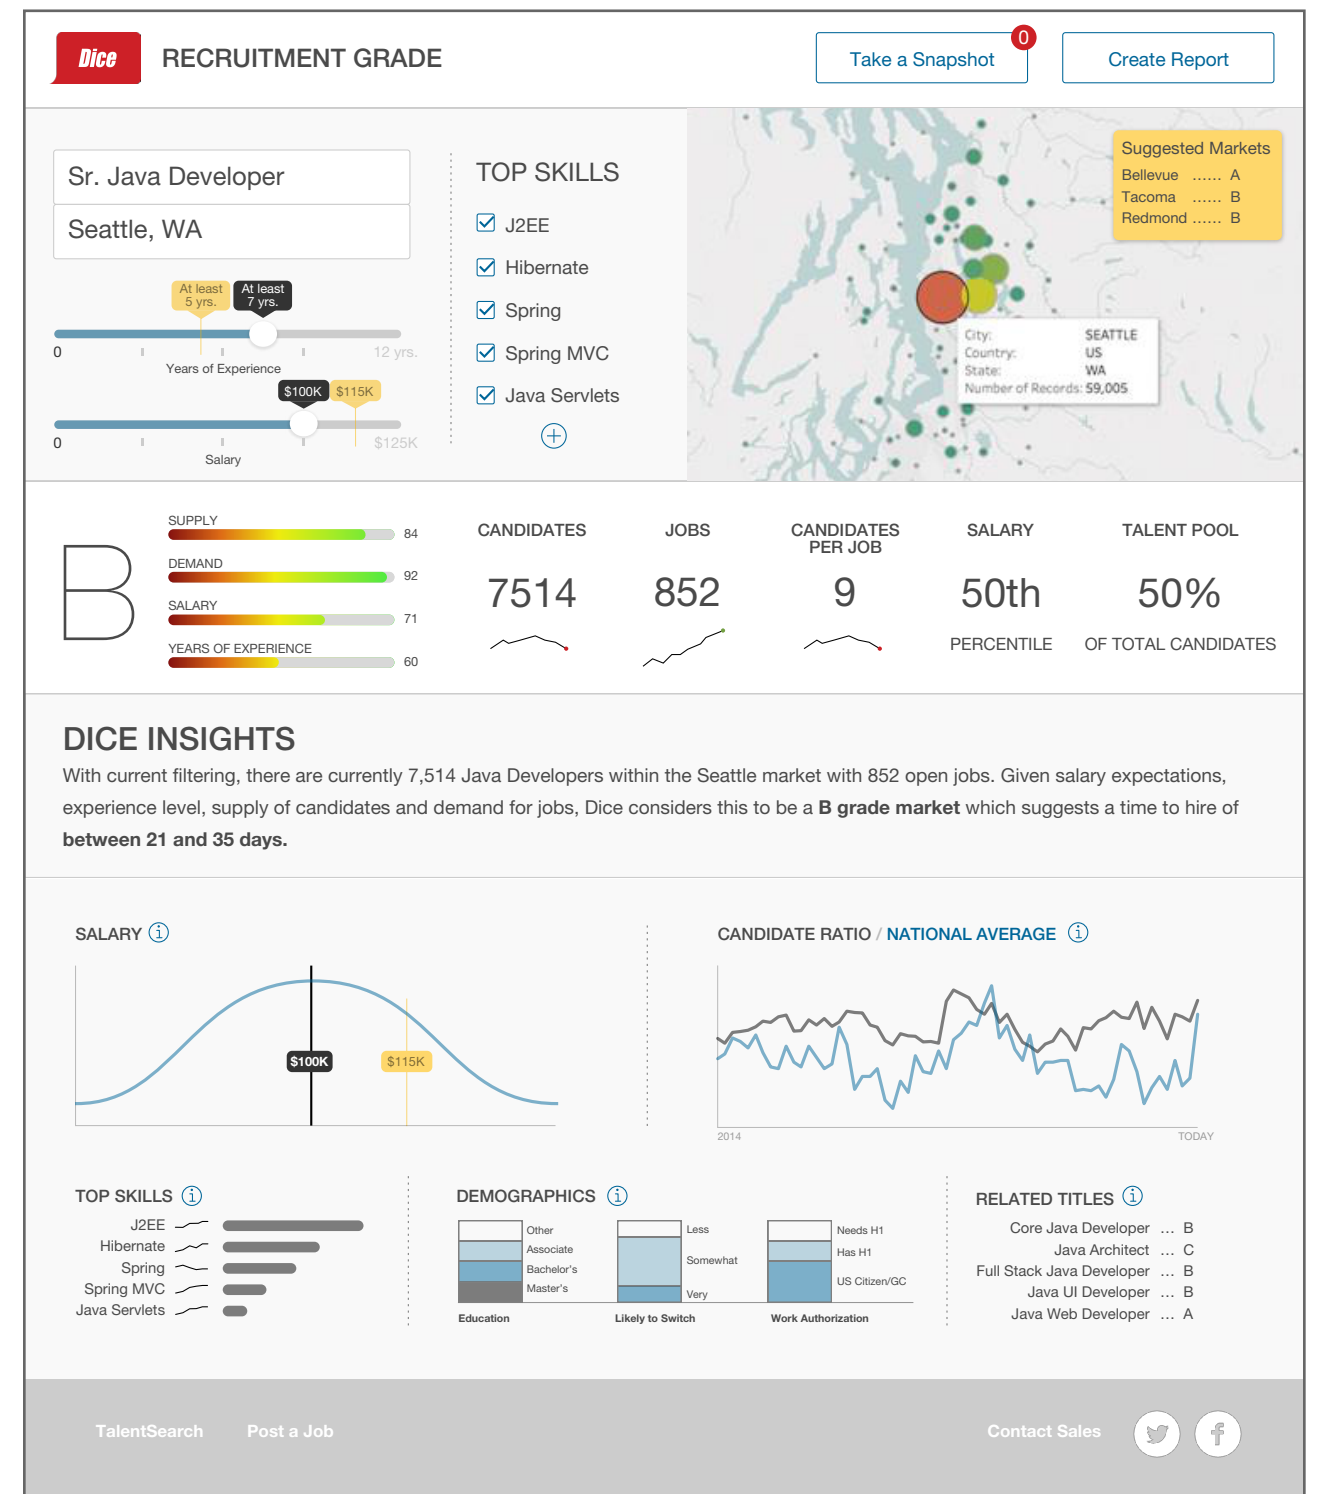 Dice
RECRUITMENT GRADE
Take a Snapshot
0
Create Report
Sr. Java Developer
Seattle, WA
At least
5 yrs.
At least
7 yrs.
0
12 yrs.
Years of Experience
$100K
$115K
0
$125K
Salary
TOP SKILLS
J2EE
Hibernate
Spring
Spring MVC
Java Servlets
Suggested Markets
Bellevue ...... A
Tacoma ...... B
Redmond ...... B
City: SEATTLE
Country: US
State: WA
Number of Records: 59,005
B
SUPPLY
84
DEMAND
92
SALARY
71
YEARS OF EXPERIENCE
60
CANDIDATES
7514
JOBS
852
CANDIDATES
PER JOB
9
SALARY
50th
PERCENTILE
TALENT POOL
50%
OF TOTAL CANDIDATES
DICE INSIGHTS
With current filtering, there are currently 7,514 Java Developers within the Seattle market with 852 open jobs. Given salary expectations,
experience level, supply of candidates and demand for jobs, Dice considers this to be a B grade market which suggests a time to hire of
between 21 and 35 days.
SALARY i
$100K
$115K
CANDIDATE RATIO / NATIONAL AVERAGE i
2014
TODAY
TOP SKILLS i
J2EE
Hibernate
Spring
Spring MVC
Java Servlets
DEMOGRAPHICS i
Other
Associate
Bachelor's
Master's
Education
Less
Somewhat
Very
Likely to Switch
Needs H1
Has H1
US Citizen/GC
Work Authorization
RELATED TITLES i
Core Java Developer ... B
Java Architect ... C
Full Stack Java Developer ... B
Java UI Developer ... B
Java Web Developer ... A
TalentSearch
Post a Job
Contact Sales